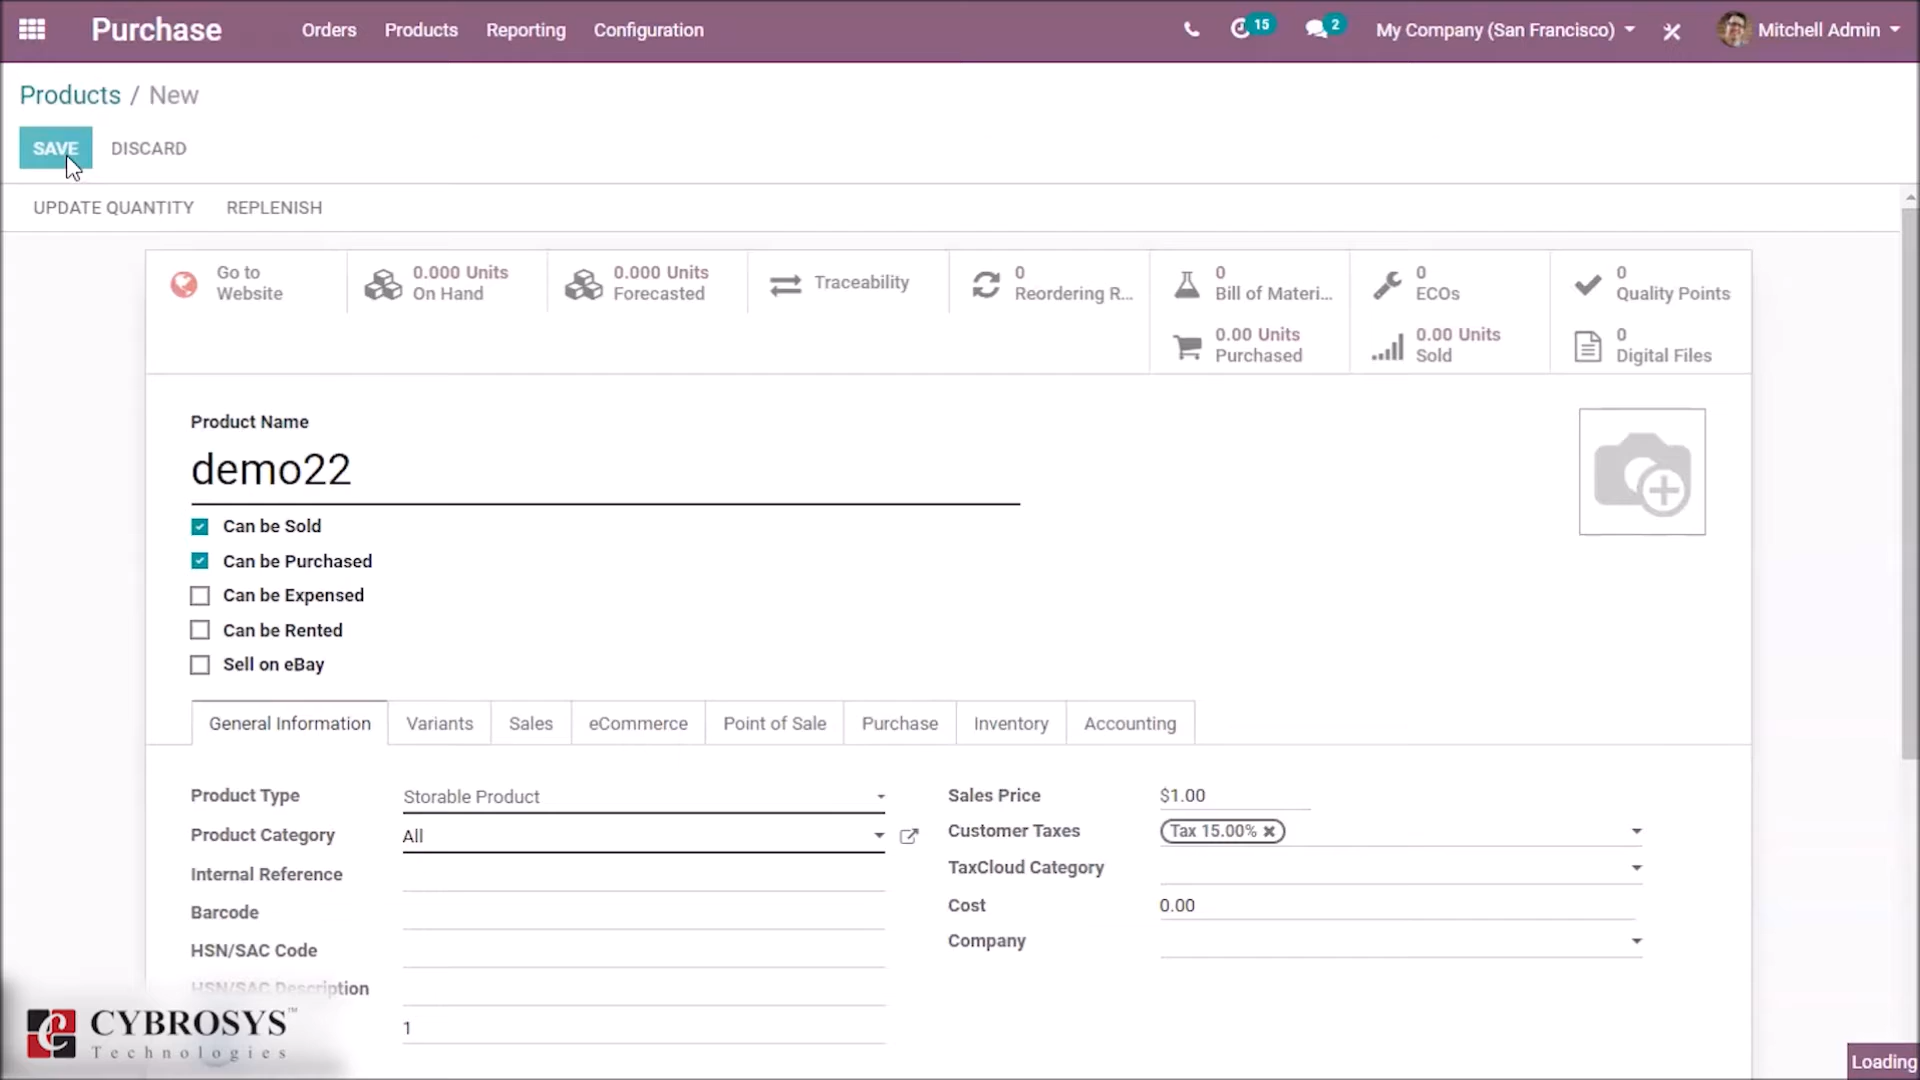 Purchase Orders Products Reporting Configuration 15 2 My Company (San Francisco) Mitchell Admin
Products / New
SAVE DISCARD
UPDATE QUANTITY REPLENISH
Go to Website
0.000 Units On Hand
0.000 Units Forecasted
Traceability
0 Reordering R...
0 Bill of Materi...
0 ECOs
0 Quality Points
0.00 Units Purchased
0.00 Units Sold
0 Digital Files
Product Name
demo22
Can be Sold
Can be Purchased
Can be Expensed
Can be Rented
Sell on eBay
General Information Variants Sales eCommerce Point of Sale Purchase Inventory Accounting
Product Type Storable Product
Product Category All
Internal Reference
Barcode
HSN/SAC Code
HSN/SAC Description
1
Sales Price $1.00
Customer Taxes Tax 15.00%
TaxCloud Category
Cost 0.00
Company
CYBROSYS™
Technologies
Loading